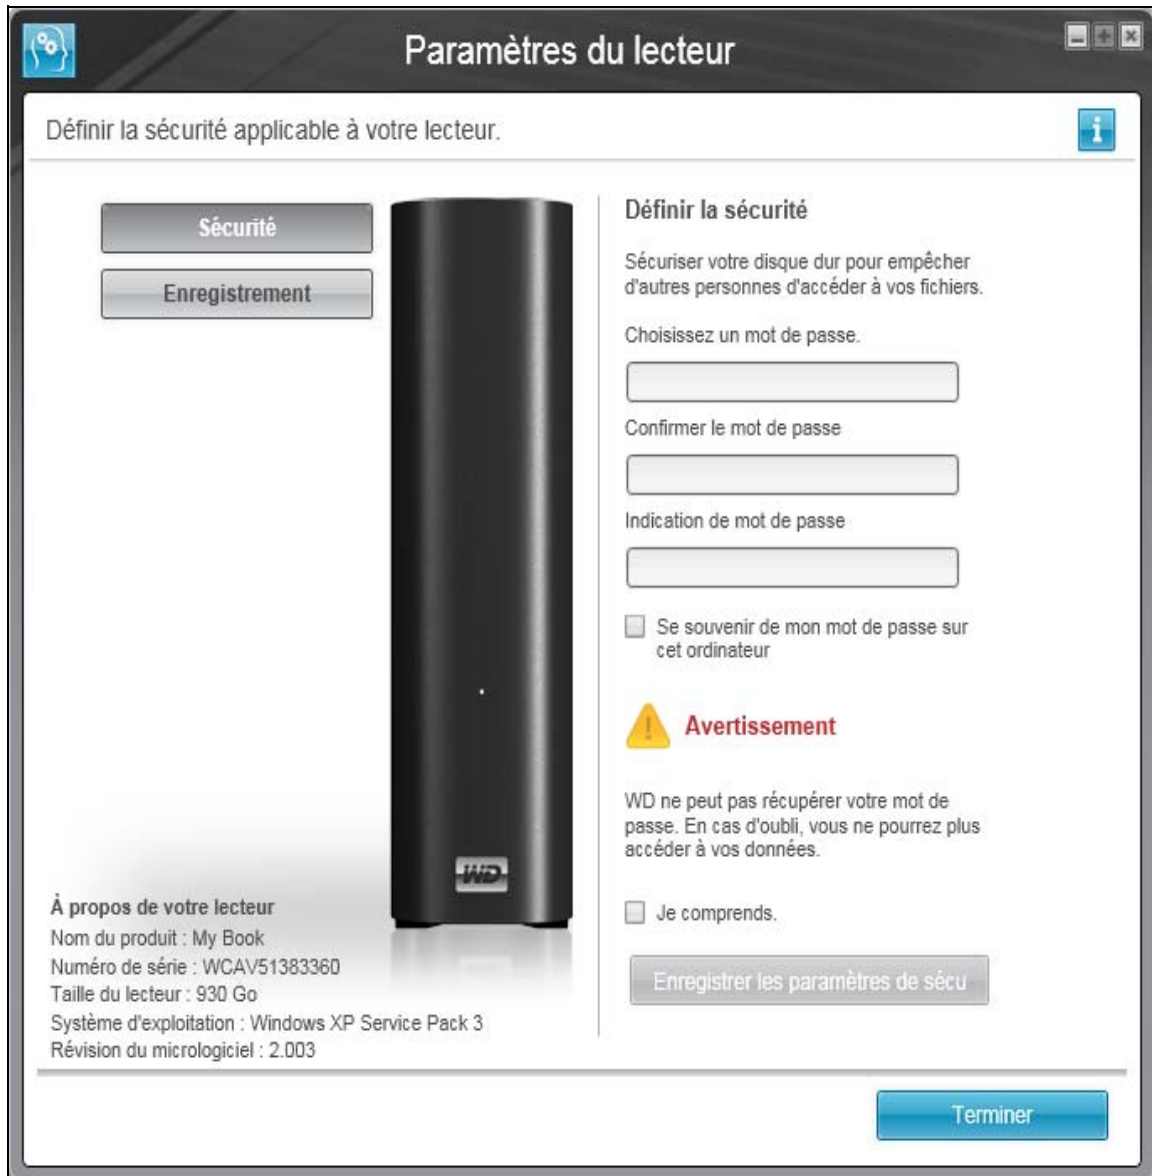 Paramètres du lecteur
Définir la sécurité applicable à votre lecteur.
Sécurité
Enregistrement
WD
À propos de votre lecteur
Nom du produit : My Book
Numéro de série : WCAV51383360
Taille du lecteur : 930 Go
Système d'exploitation : Windows XP Service Pack 3
Révision du micrologiciel : 2.003
Définir la sécurité
Sécuriser votre disque dur pour empêcher
d'autres personnes d'accéder à vos fichiers.
Choisissez un mot de passe.
Confirmer le mot de passe
Indication de mot de passe
Se souvenir de mon mot de passe sur
cet ordinateur
Avertissement
WD ne peut pas récupérer votre mot de
passe. En cas d'oubli, vous ne pourrez plus
accéder à vos données.
Je comprends.
Enregistrer les paramètres de sécu
Terminer